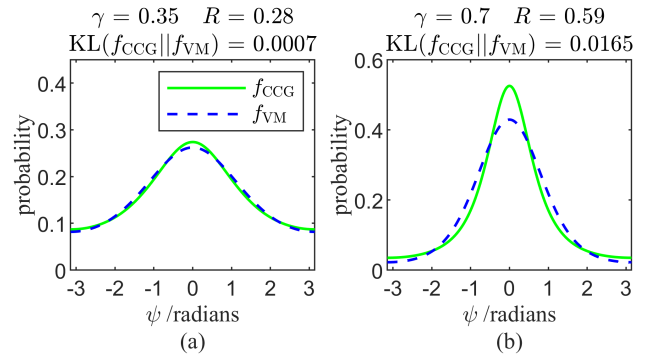 γ = 0.35 R = 0.28
KL(f_CCG||f_VM) = 0.0007
probability
0.4
0.3
0.2
0.1
0
f_CCG
f_VM
-3 -2 -1 0 1 2 3
ψ /radians
(a)
γ = 0.7 R = 0.59
KL(f_CCG||f_VM) = 0.0165
probability
0.6
0.4
0.2
0
-3 -2 -1 0 1 2 3
ψ /radians
(b)